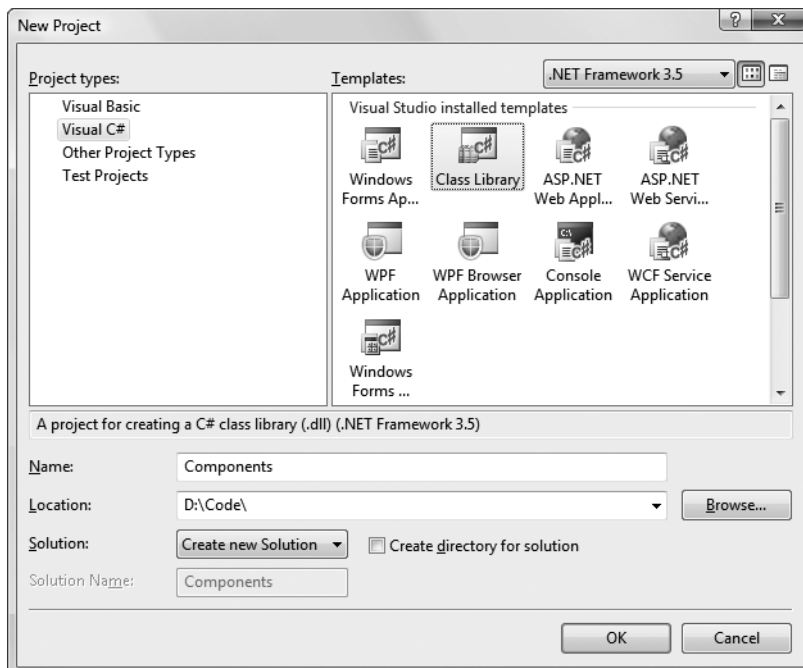 New Project
Project types:
Templates:
.NET Framework 3.5
Visual Basic
Visual C#
Other Project Types
Test Projects
Visual Studio installed templates
Windows Forms Ap...
Class Library
ASP.NET Web Appl...
ASP.NET Web Servi...
WPF Application
WPF Browser Application
Console Application
WCF Service Application
Windows Forms ...
A project for creating a C# class library (.dll) (.NET Framework 3.5)
Name:
Components
Location:
D:\Code\
Browse...
Solution:
Create new Solution
Create directory for solution
Solution Name:
Components
OK
Cancel